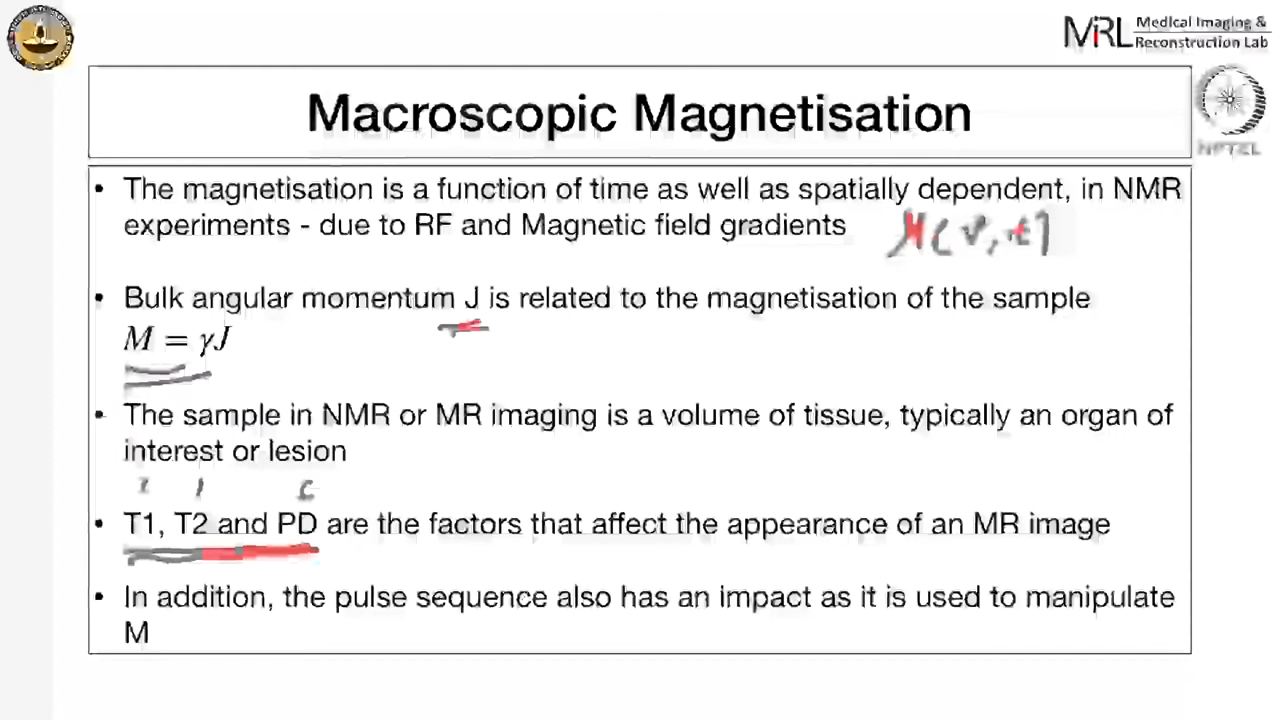 MIRL Medical Imaging &
Reconstruction Lab
Macroscopic Magnetisation
NPTEL
• The magnetisation is a function of time as well as spatially dependent, in NMR
experiments - due to RF and Magnetic field gradients
M(r,t)
• Bulk angular momentum J is related to the magnetisation of the sample
M = γJ
• The sample in NMR or MR imaging is a volume of tissue, typically an organ of
interest or lesion
• T1, T2 and PD are the factors that affect the appearance of an MR image
• In addition, the pulse sequence also has an impact as it is used to manipulate
M